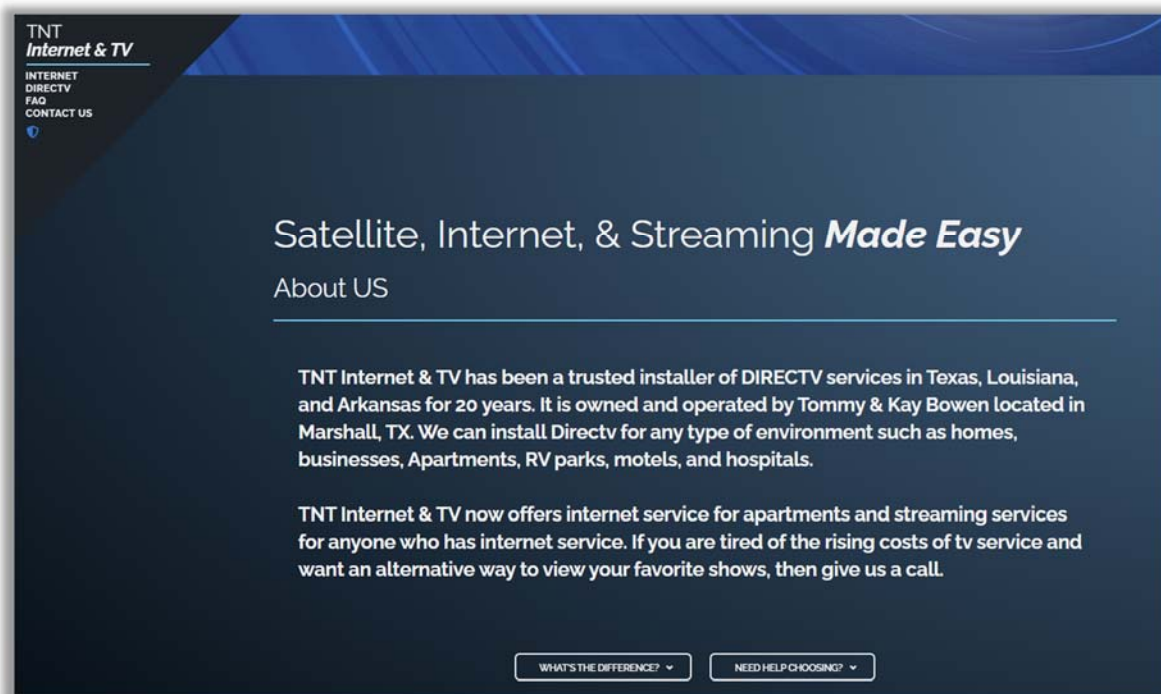 TNT
Internet & TV
INTERNET
DIRECTV
FAQ
CONTACT US
Satellite, Internet, & Streaming Made Easy
About US
TNT Internet & TV has been a trusted installer of DIRECTV services in Texas, Louisiana,
and Arkansas for 20 years. It is owned and operated by Tommy & Kay Bowen located in
Marshall, TX. We can install Directv for any type of environment such as homes,
businesses, Apartments, RV parks, motels, and hospitals.
TNT Internet & TV now offers internet service for apartments and streaming services
for anyone who has internet service. If you are tired of the rising costs of tv service and
want an alternative way to view your favorite shows, then give us a call.
WHAT'S THE DIFFERENCE?
NEED HELP CHOOSING?